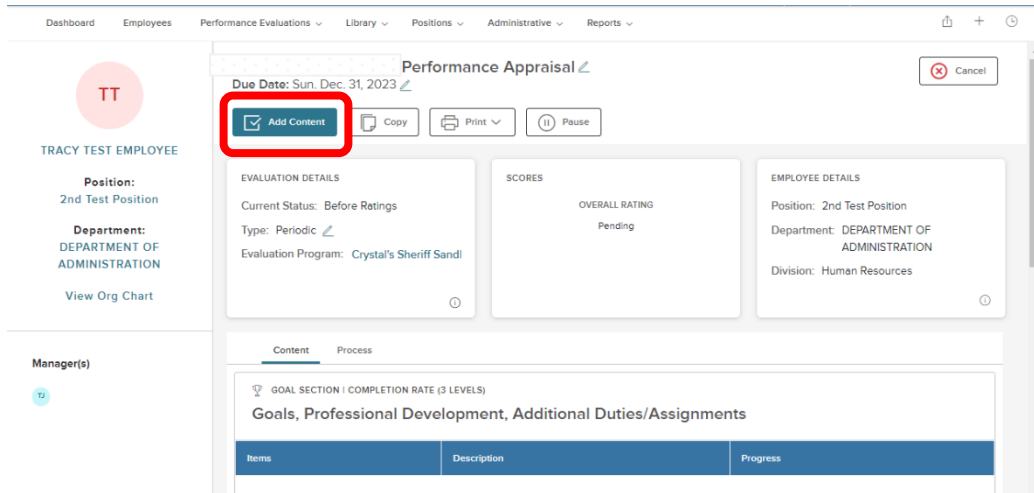 Dashboard Employees Performance Evaluations Library Positions Administrative Reports
Performance Appraisal
Due Date: Sun. Dec. 31, 2023
Cancel
Add Content Copy Print Pause
TT
TRACY TEST EMPLOYEE
Position:
2nd Test Position
Department:
DEPARTMENT OF
ADMINISTRATION
View Org Chart
Manager(s)
TJ
EVALUATION DETAILS
Current Status: Before Ratings
Type: Periodic
Evaluation Program: Crystal's Sheriff Sandl
SCORES
OVERALL RATING
Pending
EMPLOYEE DETAILS
Position: 2nd Test Position
Department: DEPARTMENT OF
ADMINISTRATION
Division: Human Resources
Content Process
GOAL SECTION | COMPLETION RATE (3 LEVELS)
Goals, Professional Development, Additional Duties/Assignments
Items Description Progress